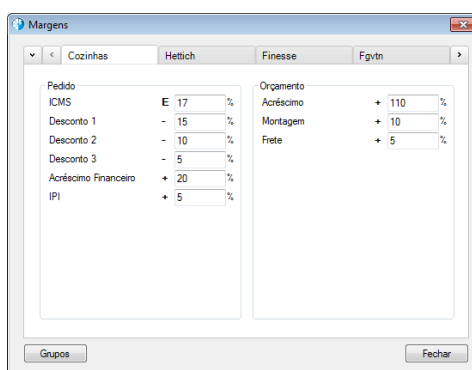 Margens
Cozinhas Hettich Finesse Fgvtn
Pedido
ICMS E 17 %
Desconto 1 - 15 %
Desconto 2 - 10 %
Desconto 3 - 5 %
Acréscimo Financeiro + 20 %
IPI + 5 %
Orçamento
Acréscimo + 110 %
Montagem + 10 %
Frete + 5 %
Grupos
Fechar